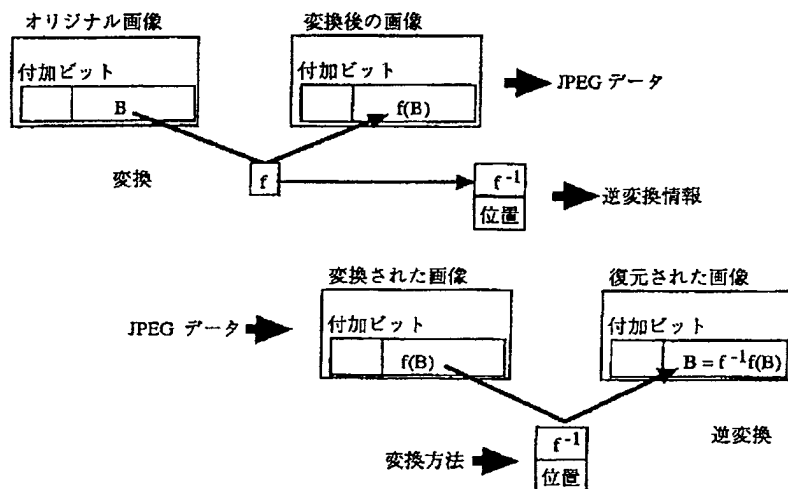 オリジナル画像
変換後の画像
付加ビット
付加ビット
B
f(B)
JPEG データ
変換
f
f⁻¹
位置
逆変換情報
変換された画像
復元された画像
JPEG データ
付加ビット
付加ビット
f(B)
B = f⁻¹f(B)
変換方法
f⁻¹
位置
逆変換